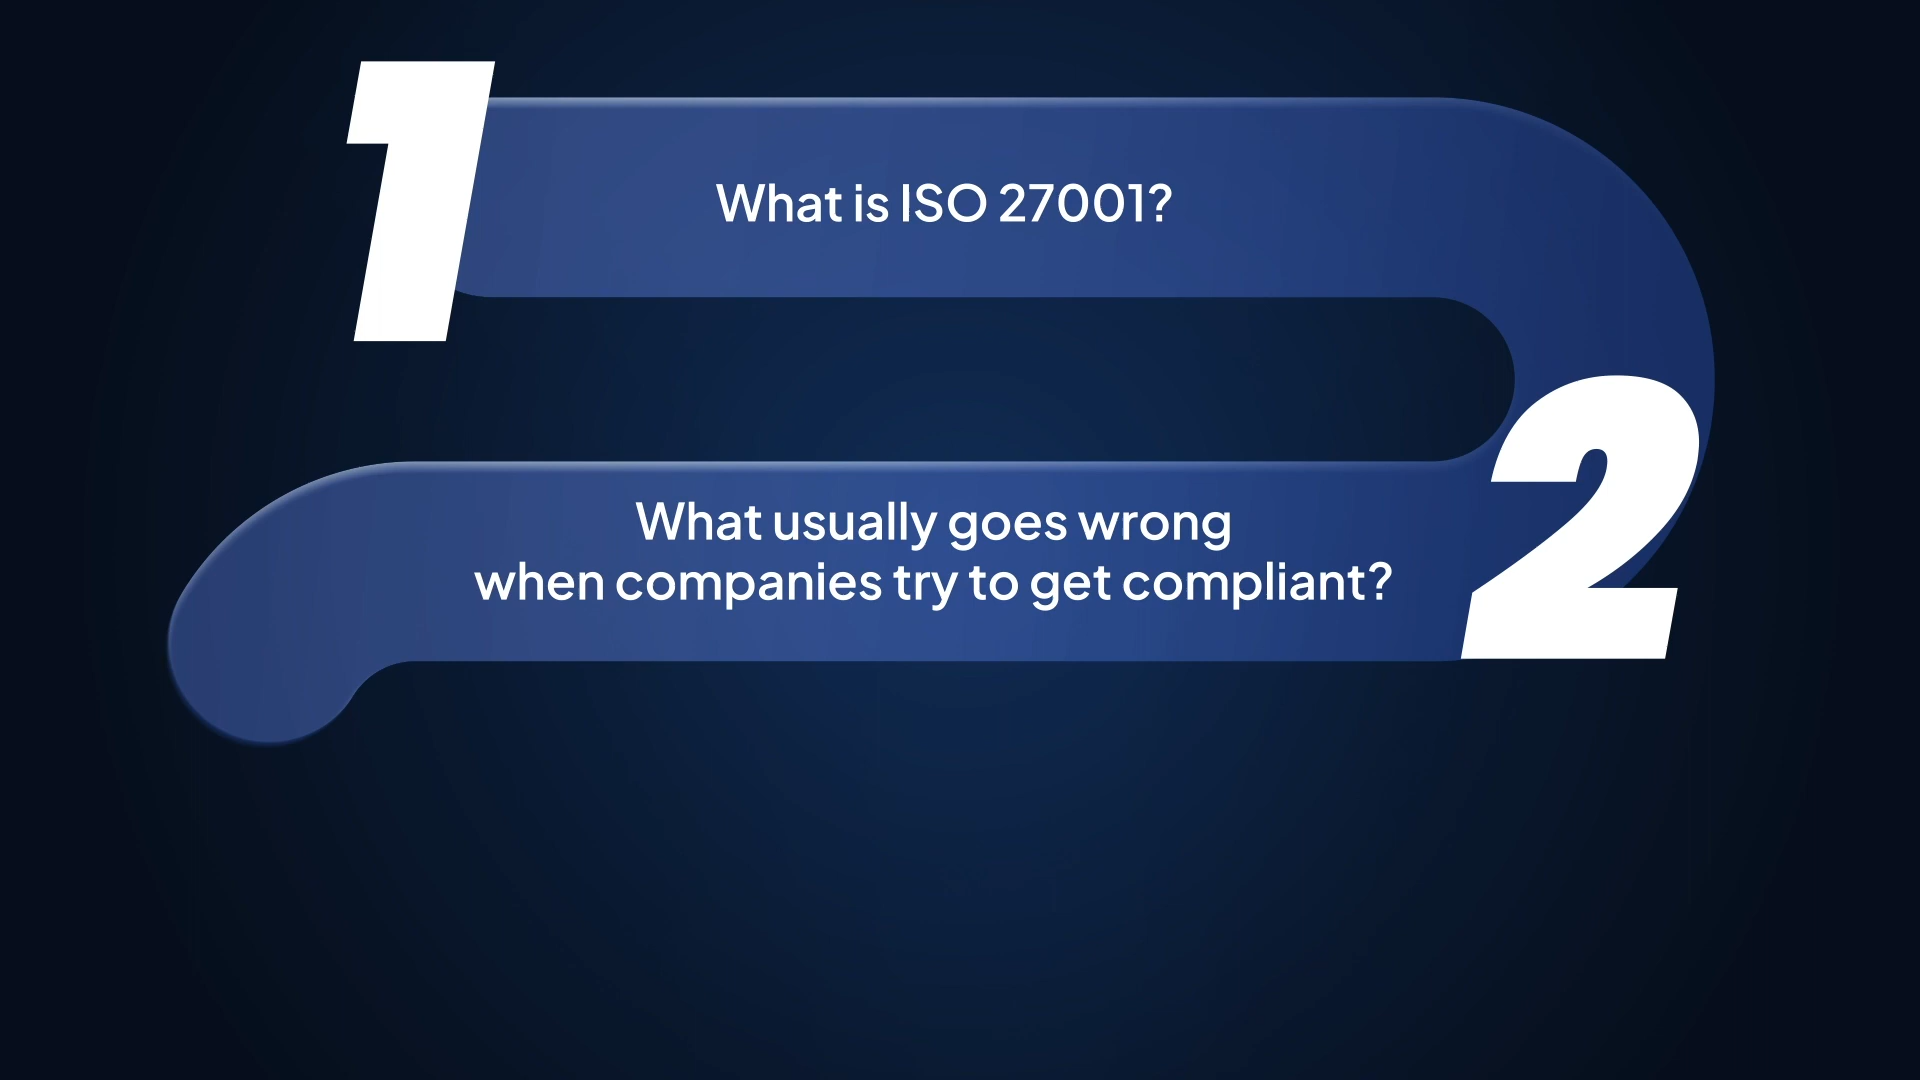 1
What is ISO 27001?
2
What usually goes wrong
when companies try to get compliant?